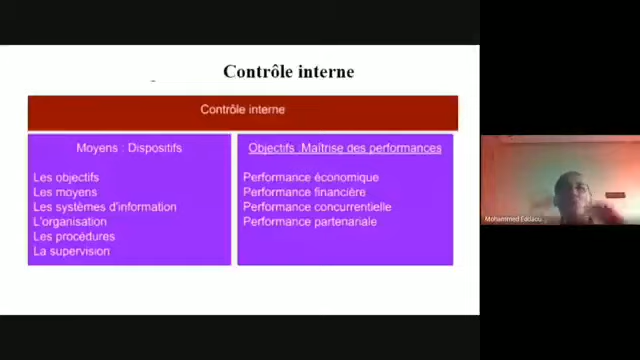 Contrôle interne
Contrôle interne
Moyens : Dispositifs
Les objectifs
Les moyens
Les systèmes d'information
L'organisation
Les procédures
La supervision
Objectifs :Maîtrise des performances
Performance économique
Performance financière
Performance concurrentielle
Performance partenariale
Mohammed